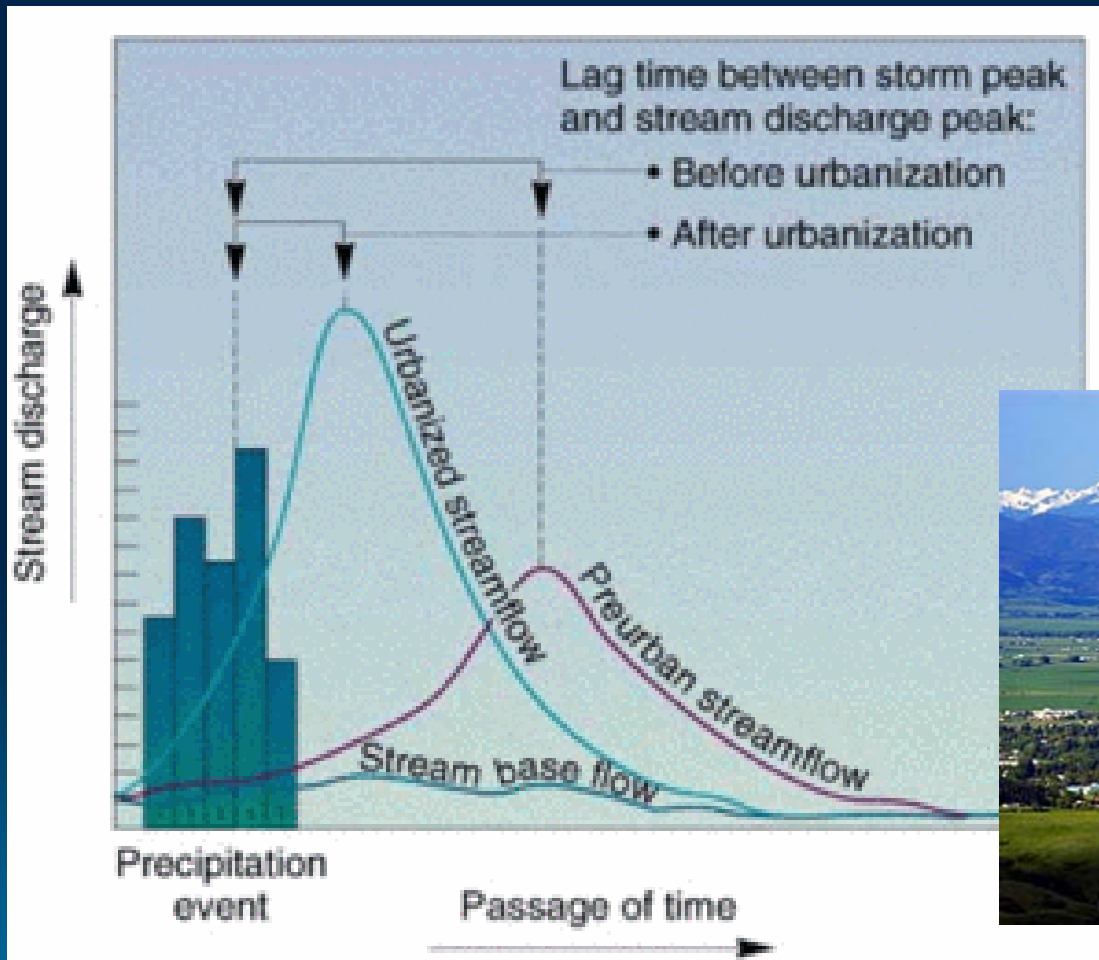 Lag time between storm peak
and stream discharge peak:
• Before urbanization
• After urbanization
Stream discharge
Urbanized streamflow
Preurban streamflow
Stream base flow
Precipitation
event
Passage of time